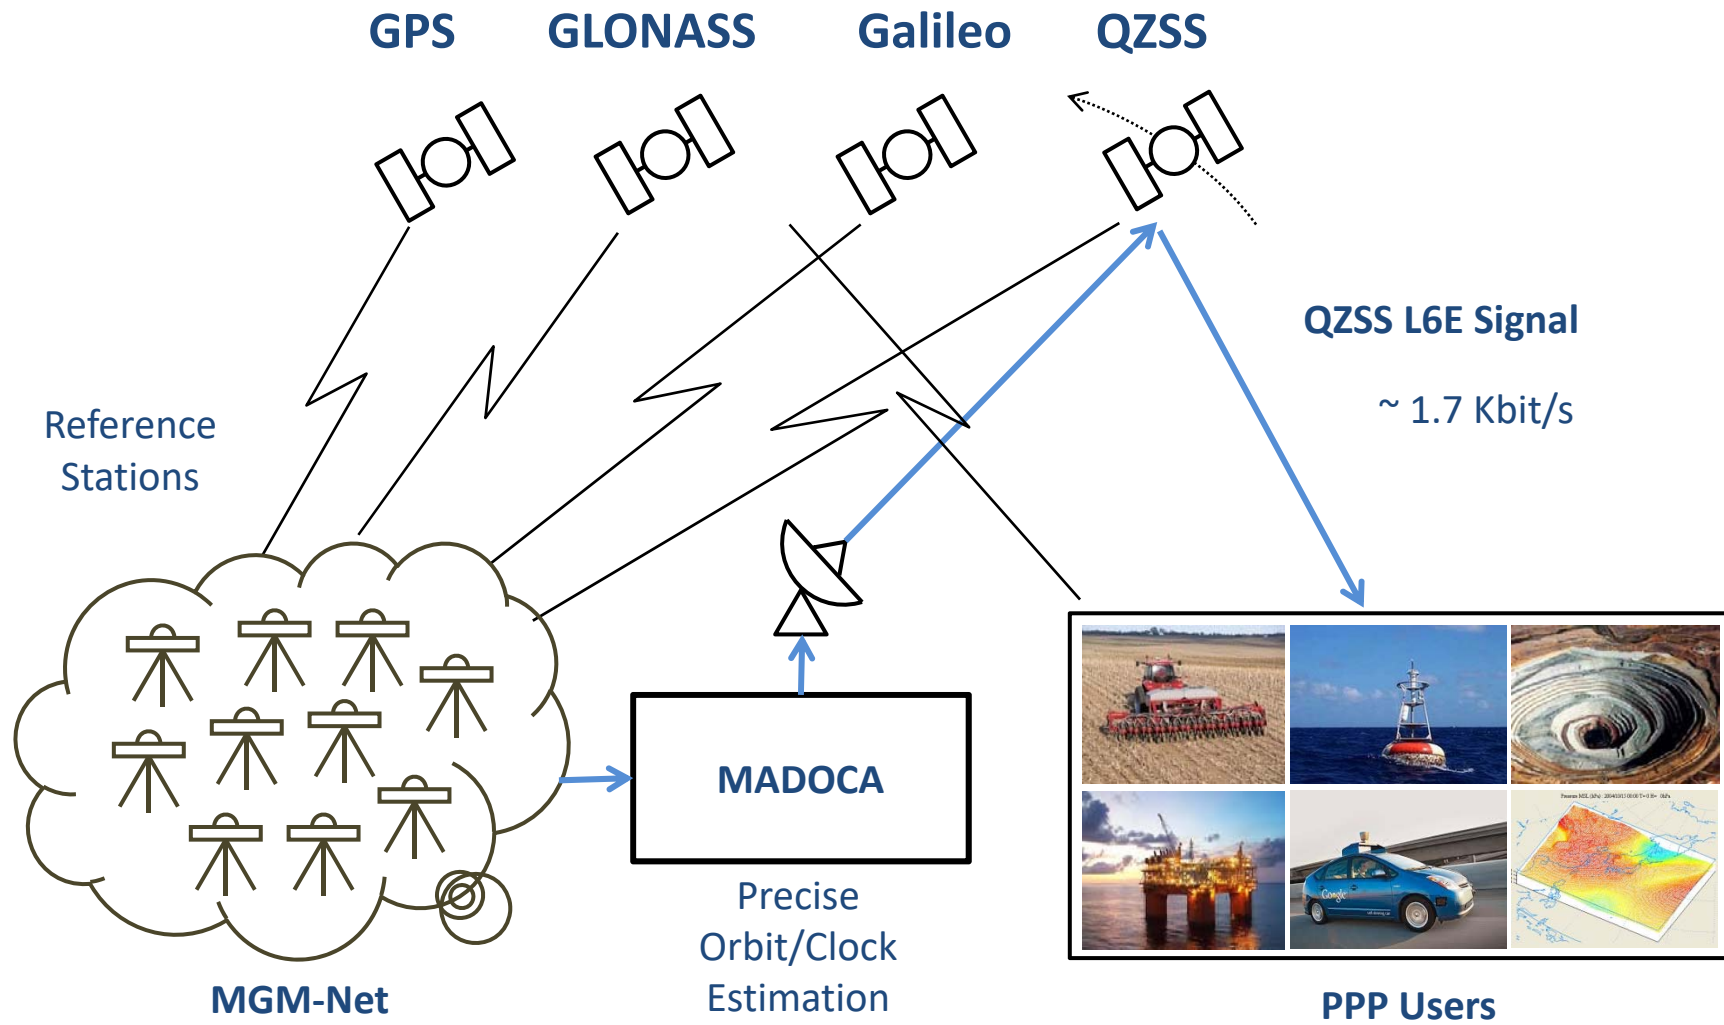 GPS
GLONASS
Galileo
QZSS
QZSS L6E Signal
~ 1.7 Kbit/s
Reference
Stations
MADOCA
Precise
Orbit/Clock
Estimation
MGM-Net
Google
PPP Users